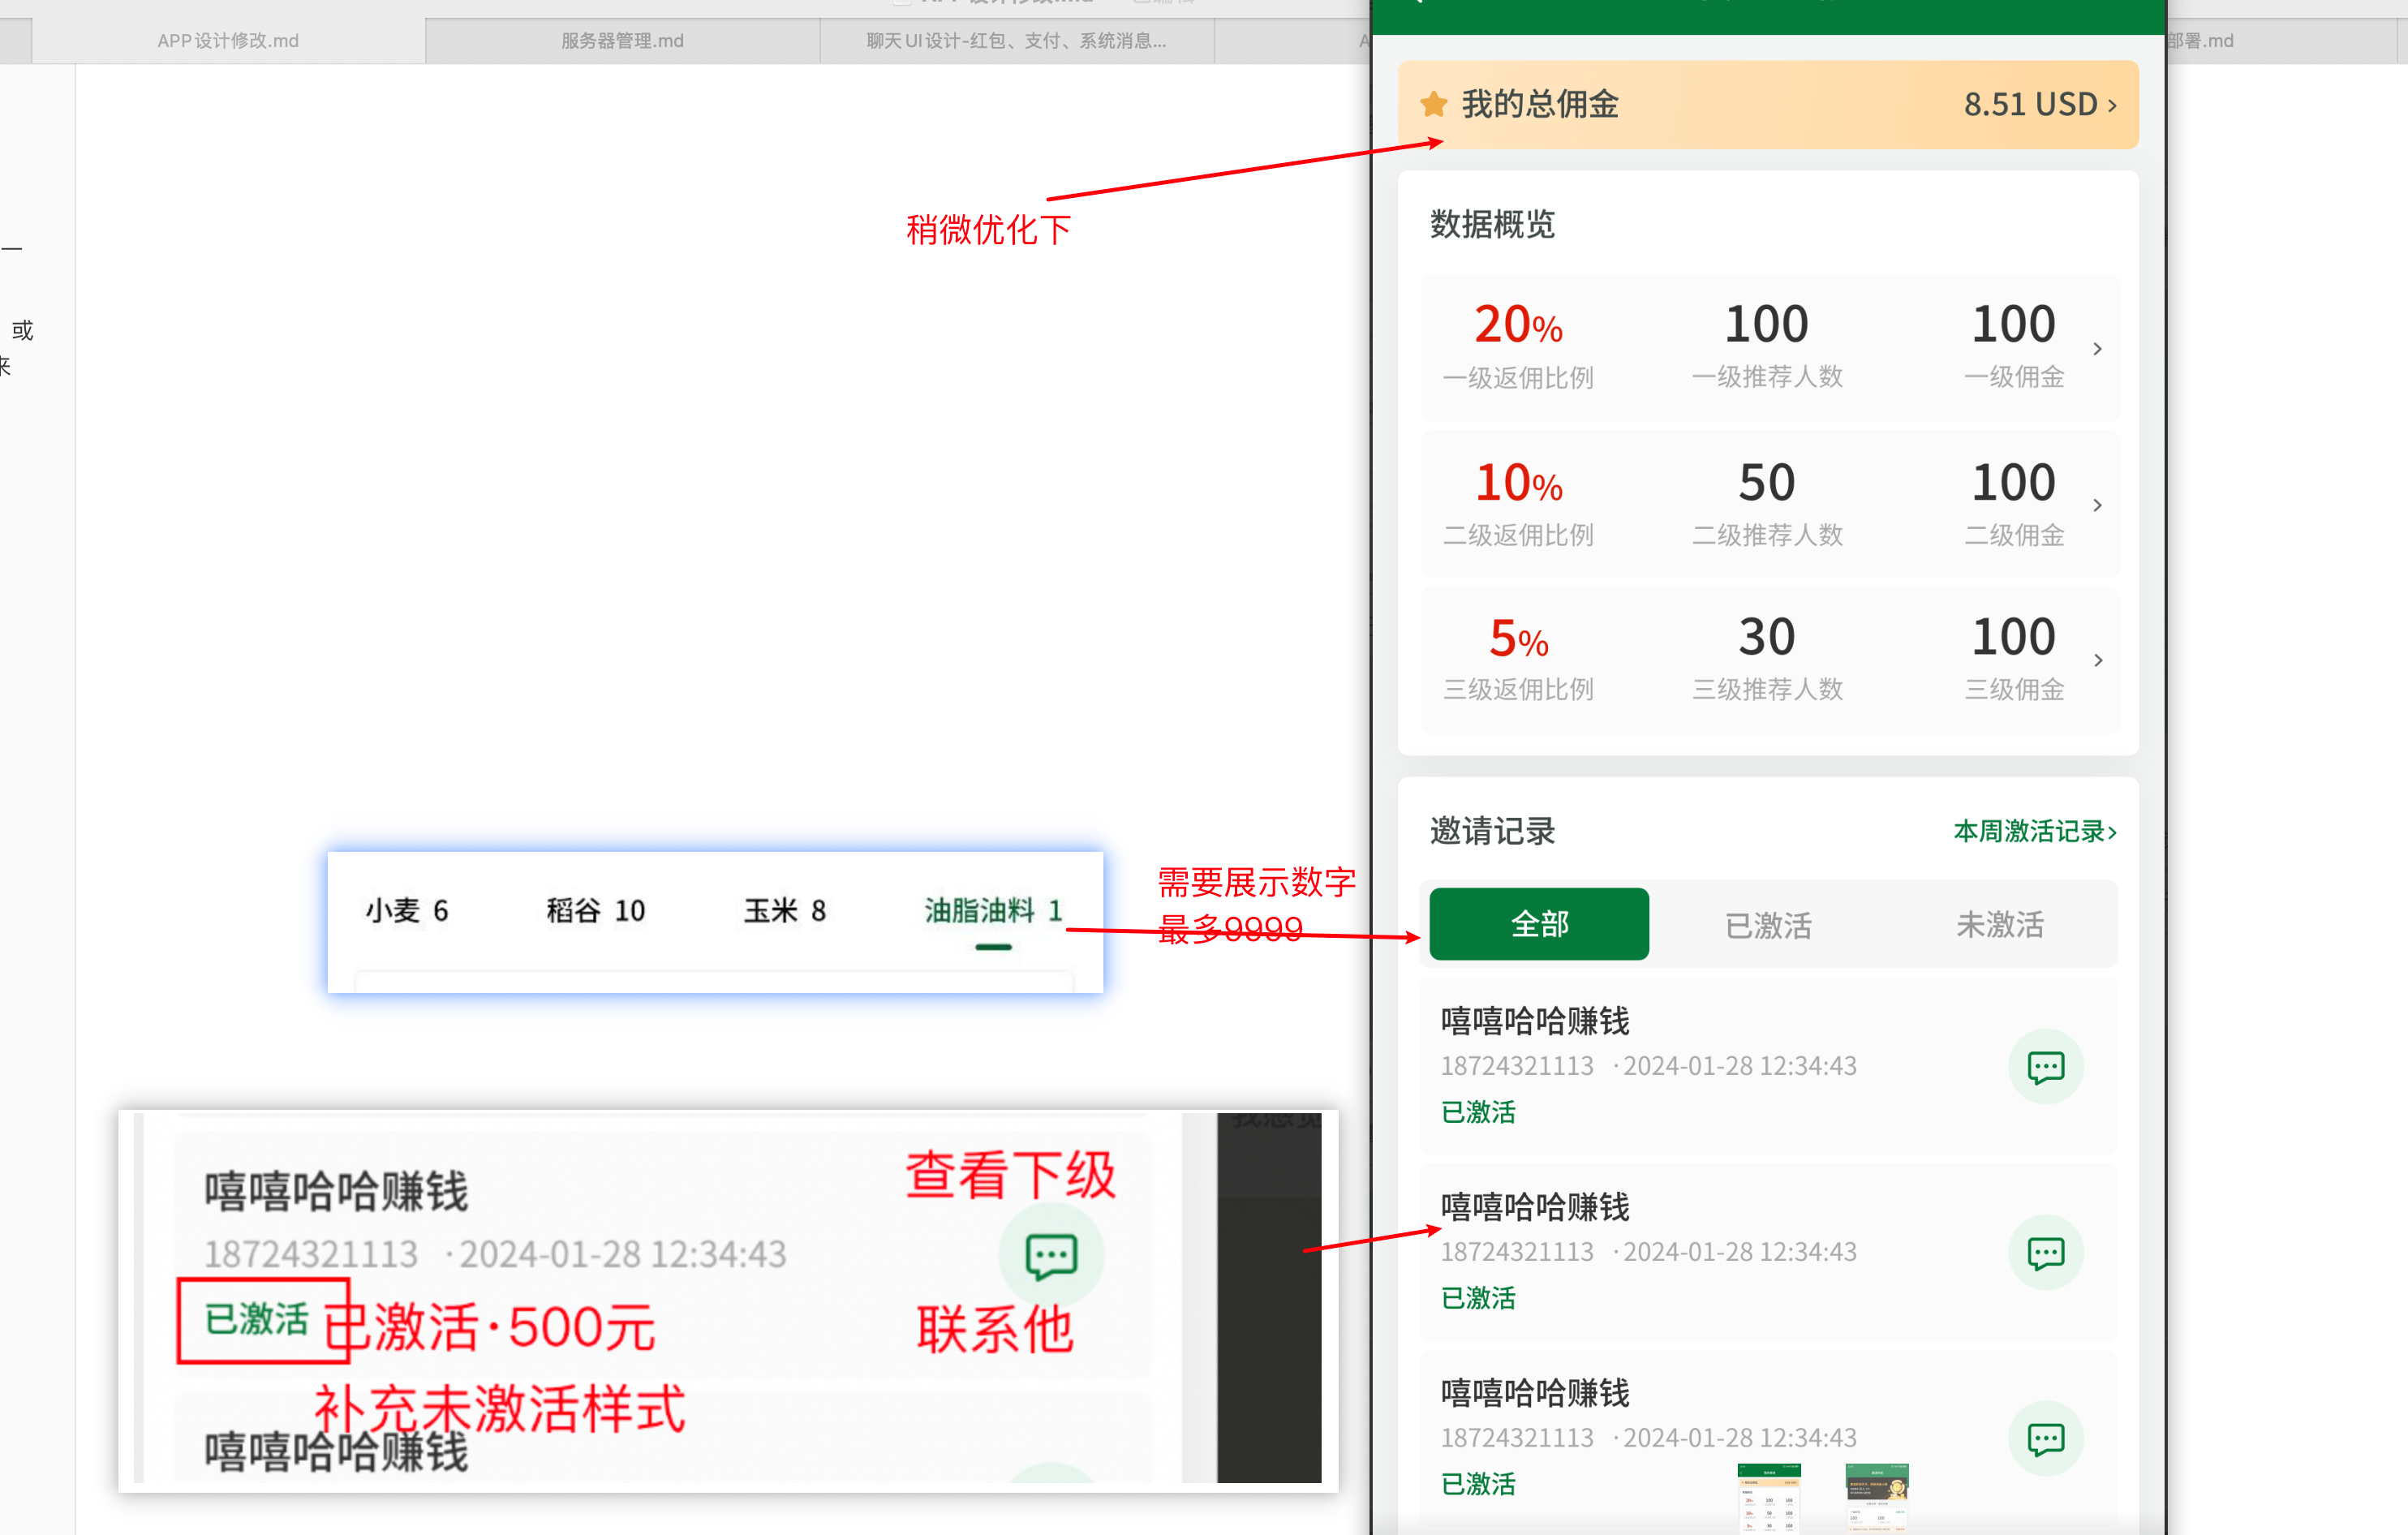 APP设计修改.md
服务器管理.md
聊天UI设计-红包、支付、系统消息...
部署.md
一
或
来
稍微优化下
小麦 6
稻谷 10
玉米 8
油脂油料 1
需要展示数字
最多9999
嘻嘻哈哈赚钱
查看下级
18724321113 ·2024-01-28 12:34:43
已激活
已激活·500元
联系他
补充未激活样式
嘻嘻哈哈赚钱
我的总佣金
8.51 USD >
数据概览
20%
100
100
一级返佣比例
一级推荐人数
一级佣金
10%
50
100
二级返佣比例
二级推荐人数
二级佣金
5%
30
100
三级返佣比例
三级推荐人数
三级佣金
邀请记录
本周激活记录>
全部
已激活
未激活
嘻嘻哈哈赚钱
18724321113 ·2024-01-28 12:34:43
已激活
嘻嘻哈哈赚钱
18724321113 ·2024-01-28 12:34:43
已激活
嘻嘻哈哈赚钱
18724321113 ·2024-01-28 12:34:43
已激活